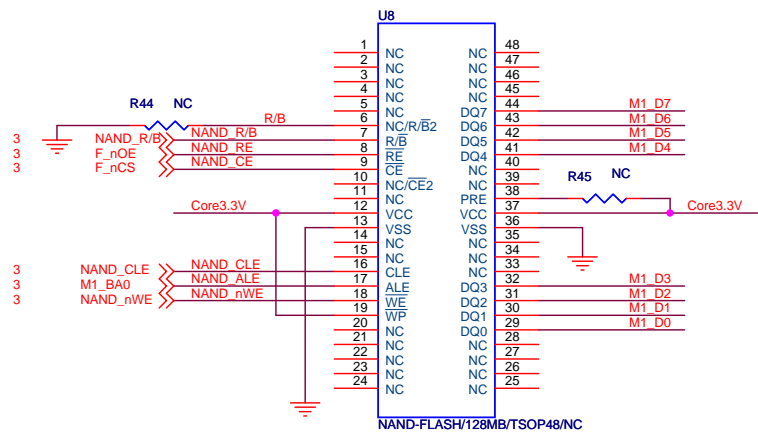 U8
1 NC NC 48
2 NC NC 47
3 NC NC 46
4 NC NC 45
R44 NC
5 NC DQ7 44 M1_D7
R/B 6 NC/R/B2 DQ6 43 M1_D6
3 NAND_R/B NAND_R/B 7 R/B DQ5 42 M1_D5
3 F_nOE NAND_RE 8 RE DQ4 41 M1_D4
3 F_nCS NAND_CE 9 CE NC 40
10 NC/CE2 NC 39
R45 NC
11 NC PRE 38
Core3.3V 12 VCC VCC 37 Core3.3V
13 VSS VSS 36
14 NC NC 35
15 NC NC 34
3 NAND_CLE NAND_CLE 16 CLE NC 33
3 M1_BA0 NAND_ALE 17 ALE DQ3 32 M1_D3
3 NAND_nWE NAND_nWE 18 WE DQ2 31 M1_D2
19 WP DQ1 30 M1_D1
20 NC DQ0 29 M1_D0
21 NC NC 28
22 NC NC 27
23 NC NC 26
24 NC NC 25
NAND-FLASH/128MB/TSOP48/NC